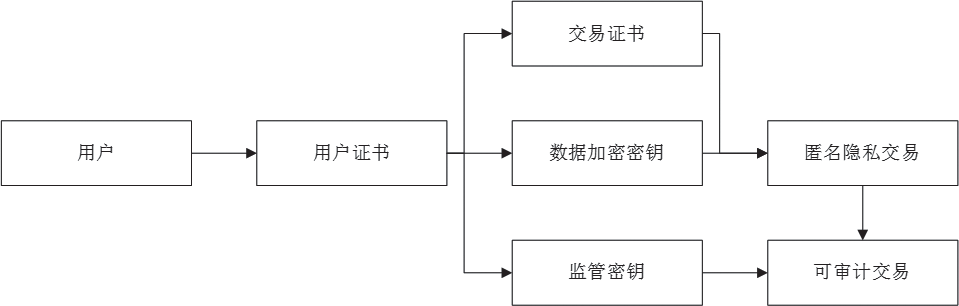 交易证书
用户
用户证书
数据加密密钥
匿名隐私交易
监管密钥
可审计交易